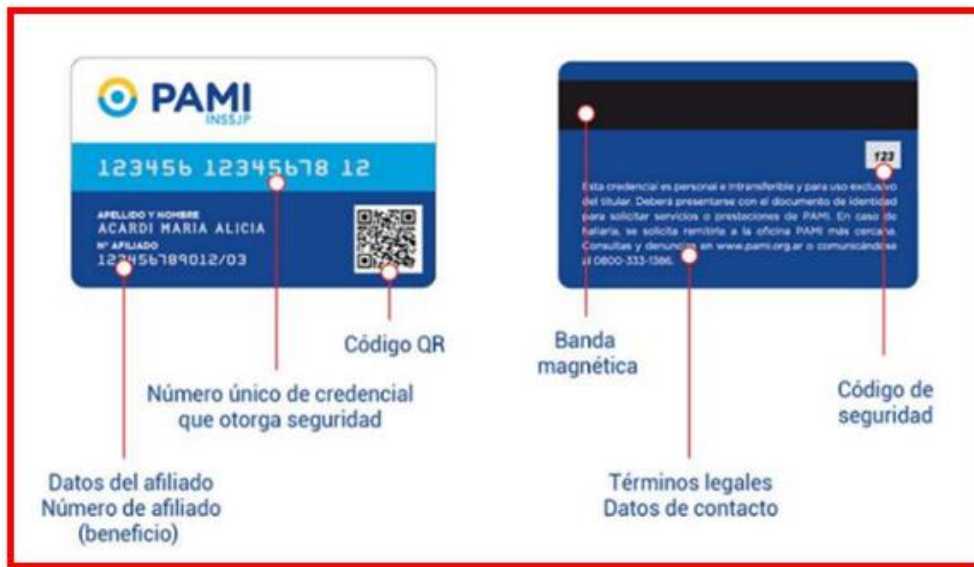 PAMI
INSSJP
123456 12345678 12
APELLIDO Y NOMBRE
ACARDI MARIA ALICIA
Nº AFILIADO
123456789012/03
123
Esta credencial es personal e intransferible y para uso exclusivo
del titular. Deberá presentarse con el documento de identidad
para solicitar servicios o prestaciones de PAMI. En caso de
hallarla, se solicita remitirla a la oficina PAMI más cercana.
Consultas y denuncias en www.pami.org.ar o comunicándose
al 0800-333-1386.
Código QR
Número único de credencial
que otorga seguridad
Datos del afiliado
Número de afiliado
(beneficio)
Banda
magnética
Código de
seguridad
Términos legales
Datos de contacto